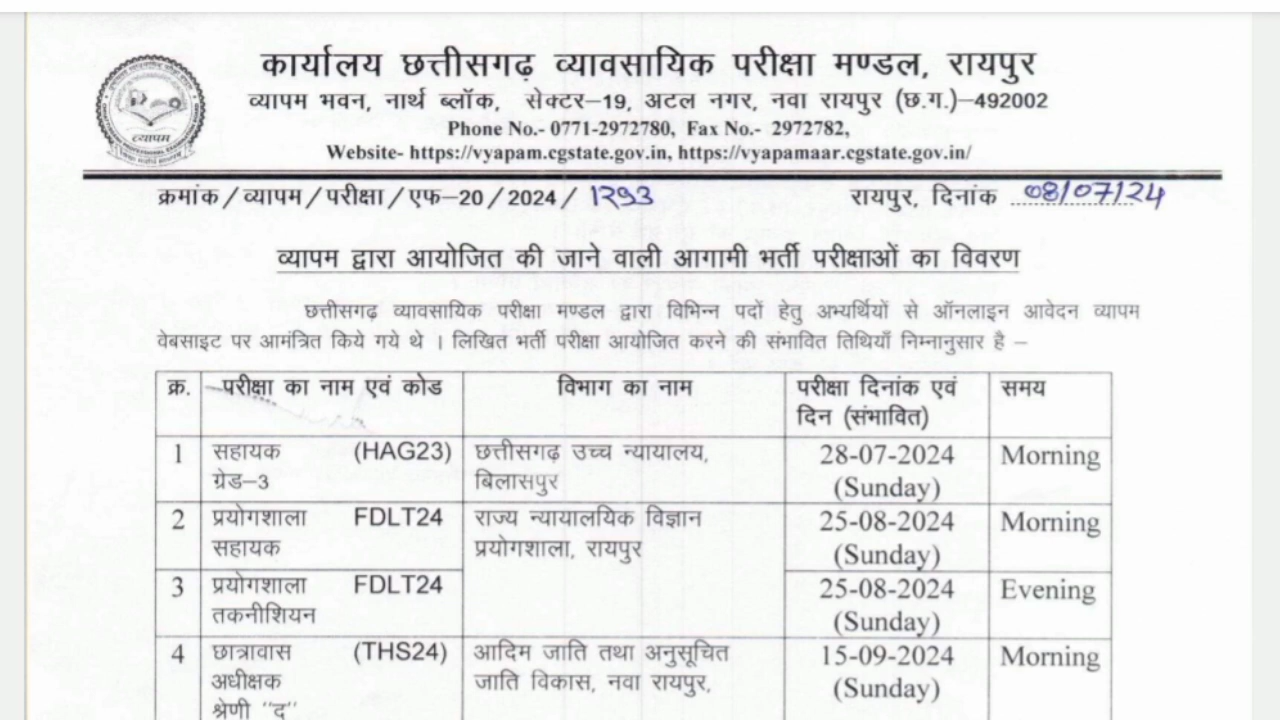 कार्यालय छत्तीसगढ़ व्यावसायिक परीक्षा मण्डल, रायपुर
व्यापम भवन, नार्थ ब्लॉक, सेक्टर–19, अटल नगर, नवा रायपुर (छ.ग.)–492002
Phone No.- 0771-2972780, Fax No.- 2972782,
Website- https://vyapam.cgstate.gov.in, https://vyapamaar.cgstate.gov.in/
व्यापम
क्रमांक/व्यापम/परीक्षा/एफ–20/2024/ 1293 रायपुर, दिनांक 08/07/24
व्यापम द्वारा आयोजित की जाने वाली आगामी भर्ती परीक्षाओं का विवरण
छत्तीसगढ़ व्यावसायिक परीक्षा मण्डल द्वारा विभिन्न पदों हेतु अभ्यर्थियों से ऑनलाइन आवेदन व्यापम
वेबसाइट पर आमंत्रित किये गये थे । लिखित भर्ती परीक्षा आयोजित करने की संभावित तिथियाँ निम्नानुसार है –
क्र. परीक्षा का नाम एवं कोड विभाग का नाम परीक्षा दिनांक एवं समय
दिन (संभावित)
1 सहायक (HAG23) छत्तीसगढ़ उच्च न्यायालय, 28-07-2024 Morning
ग्रेड–3 बिलासपुर (Sunday)
2 प्रयोगशाला FDLT24 राज्य न्यायालयिक विज्ञान 25-08-2024 Morning
सहायक प्रयोगशाला, रायपुर (Sunday)
3 प्रयोगशाला FDLT24 25-08-2024 Evening
तकनीशियन (Sunday)
4 छात्रावास (THS24) आदिम जाति तथा अनुसूचित 15-09-2024 Morning
अधीक्षक जाति विकास, नवा रायपुर, (Sunday)
श्रेणी "द"